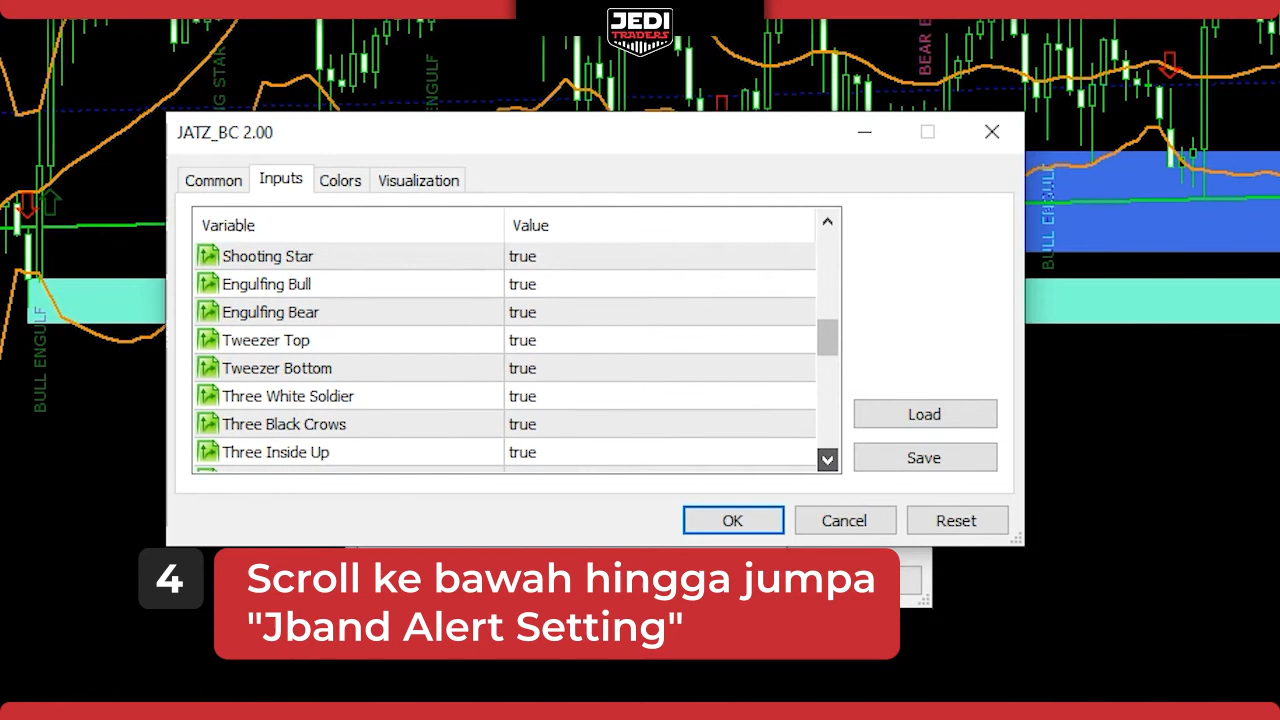 JEDI
TRADERS
G STAR
ENGULF
BEAR
BULL ENGULF
BULL ENGULF
JATZ_BC 2.00
Common Inputs Colors Visualization
Variable Value
Shooting Star true
Engulfing Bull true
Engulfing Bear true
Tweezer Top true
Tweezer Bottom true
Three White Soldier true
Three Black Crows true
Three Inside Up true
Load
Save
OK Cancel Reset
4 Scroll ke bawah hingga jumpa
"Jband Alert Setting"